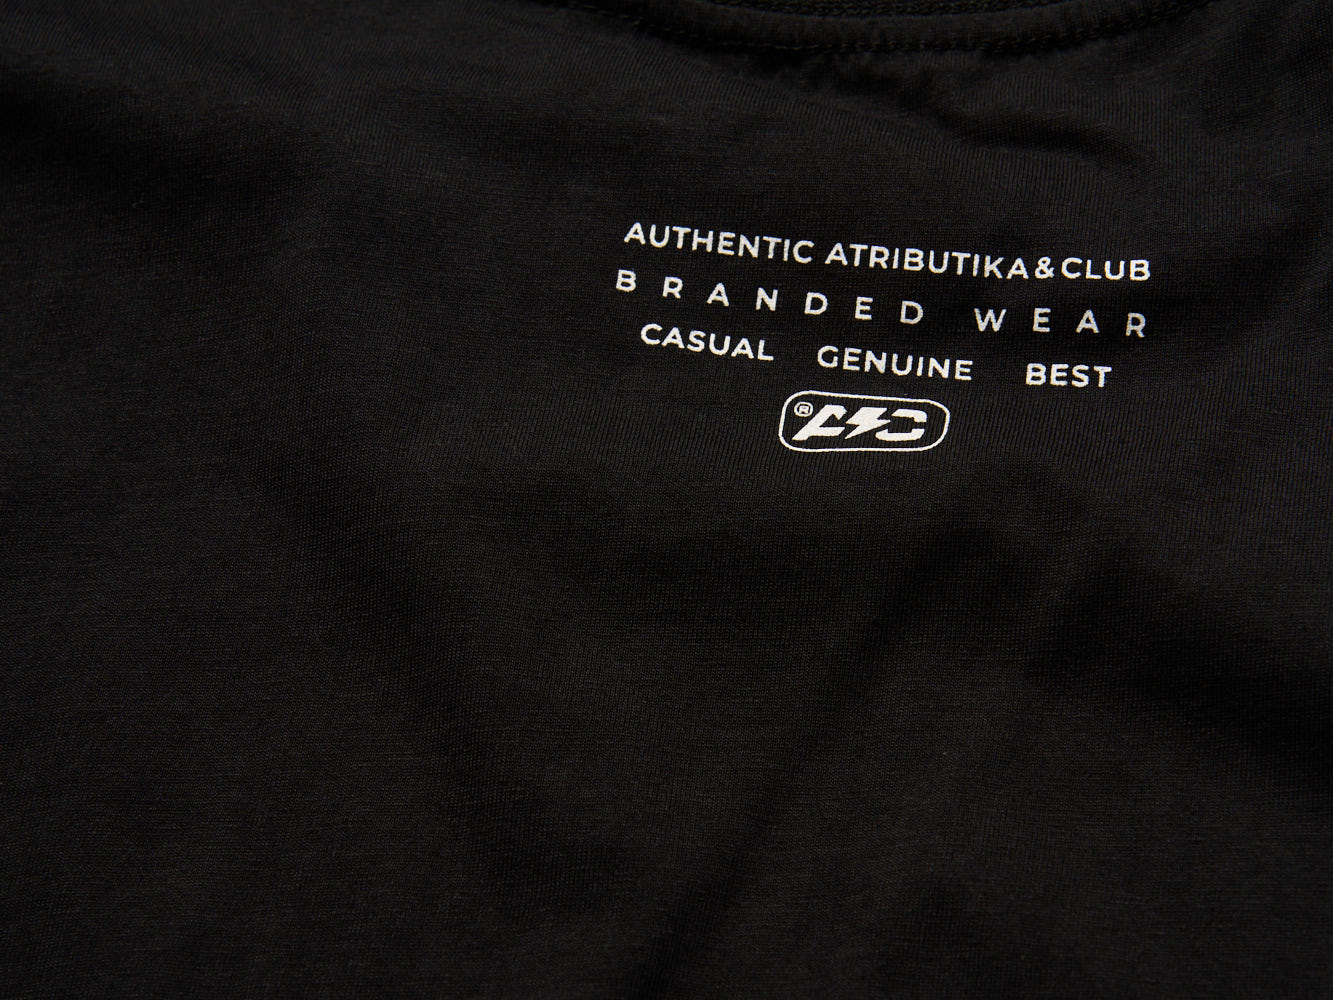 AUTHENTIC ATRIBUTIKA&CLUB
BRANDED WEAR
CASUAL GENUINE BEST
® A C